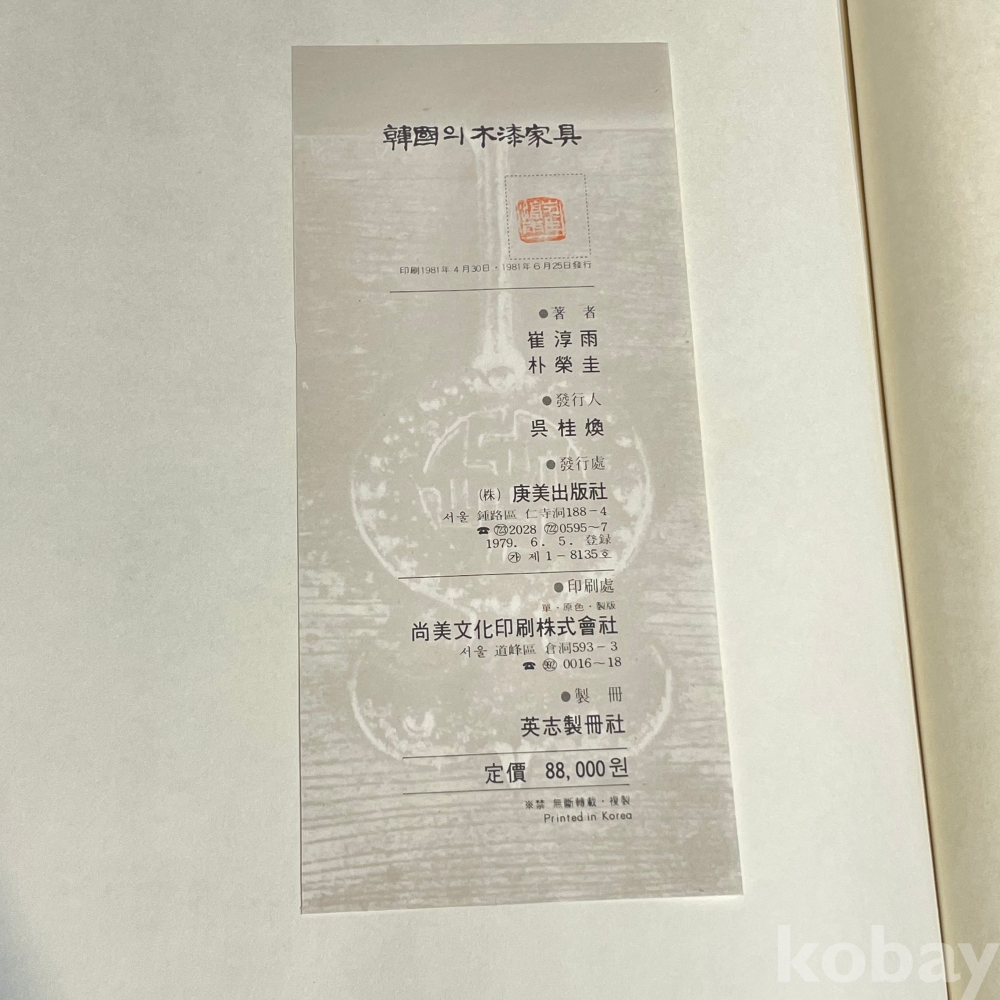 韓國의 木漆家具
印刷1981年 4月30日·1981年 6月25日發行
●著 者
崔淳雨
朴榮圭
●發行人
吳桂煥
●發行處
(株) 庚美出版社
서울 鍾路區 仁寺洞188-4
☎ 723 2028 722 0595~7
1979. 6. 5. 登録
㉮ 제 1-8135호
●印刷處
單·原色·製版
尙美文化印刷株式會社
서울 道峰區 倉洞593-3
☎ 992 0016~18
●製 冊
英志製冊社
定價 88,000원
※禁 無斷轉載·複製
Printed in Korea
kobay